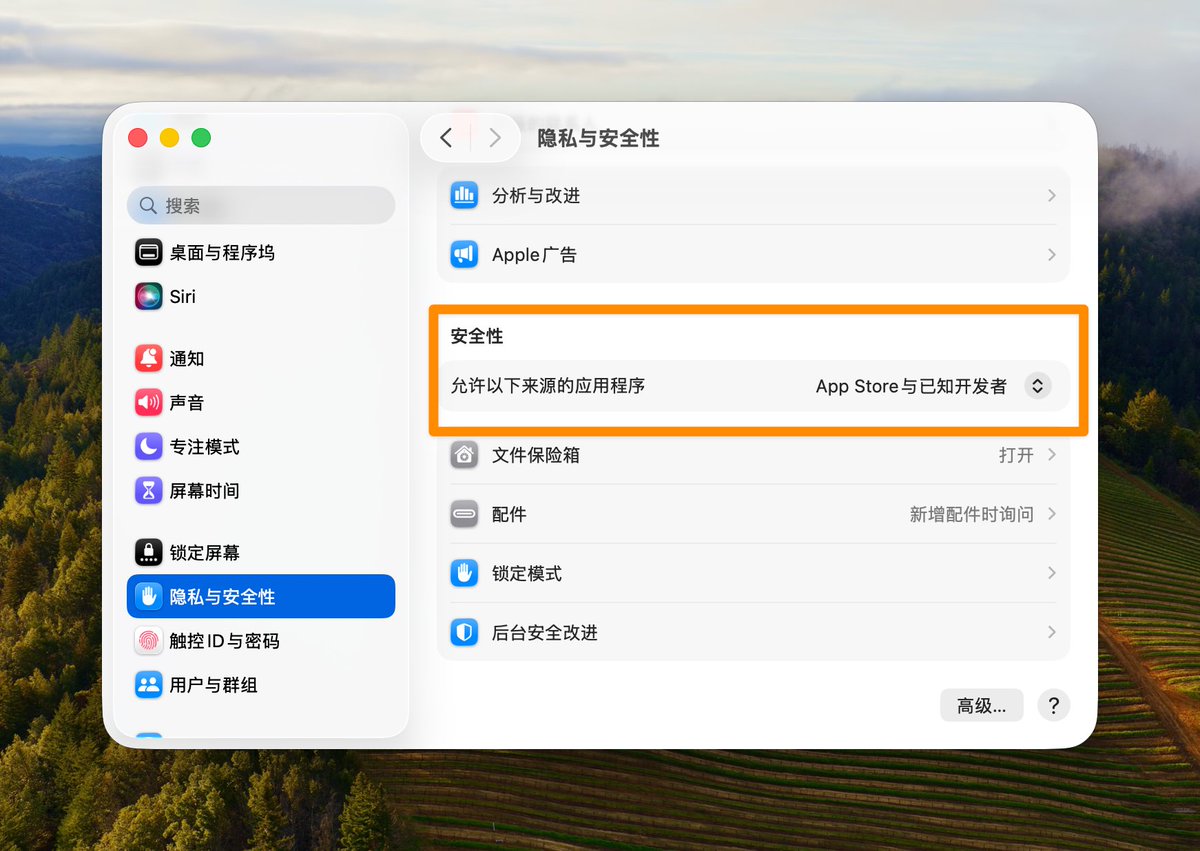 搜索
桌面与程序坞
Siri
通知
声音
专注模式
屏幕时间
锁定屏幕
隐私与安全性
触控ID与密码
用户与群组
隐私与安全性
分析与改进
Apple广告
安全性
允许以下来源的应用程序 App Store与已知开发者
文件保险箱 打开
配件 新增配件时询问
锁定模式
后台安全改进
高级... ?